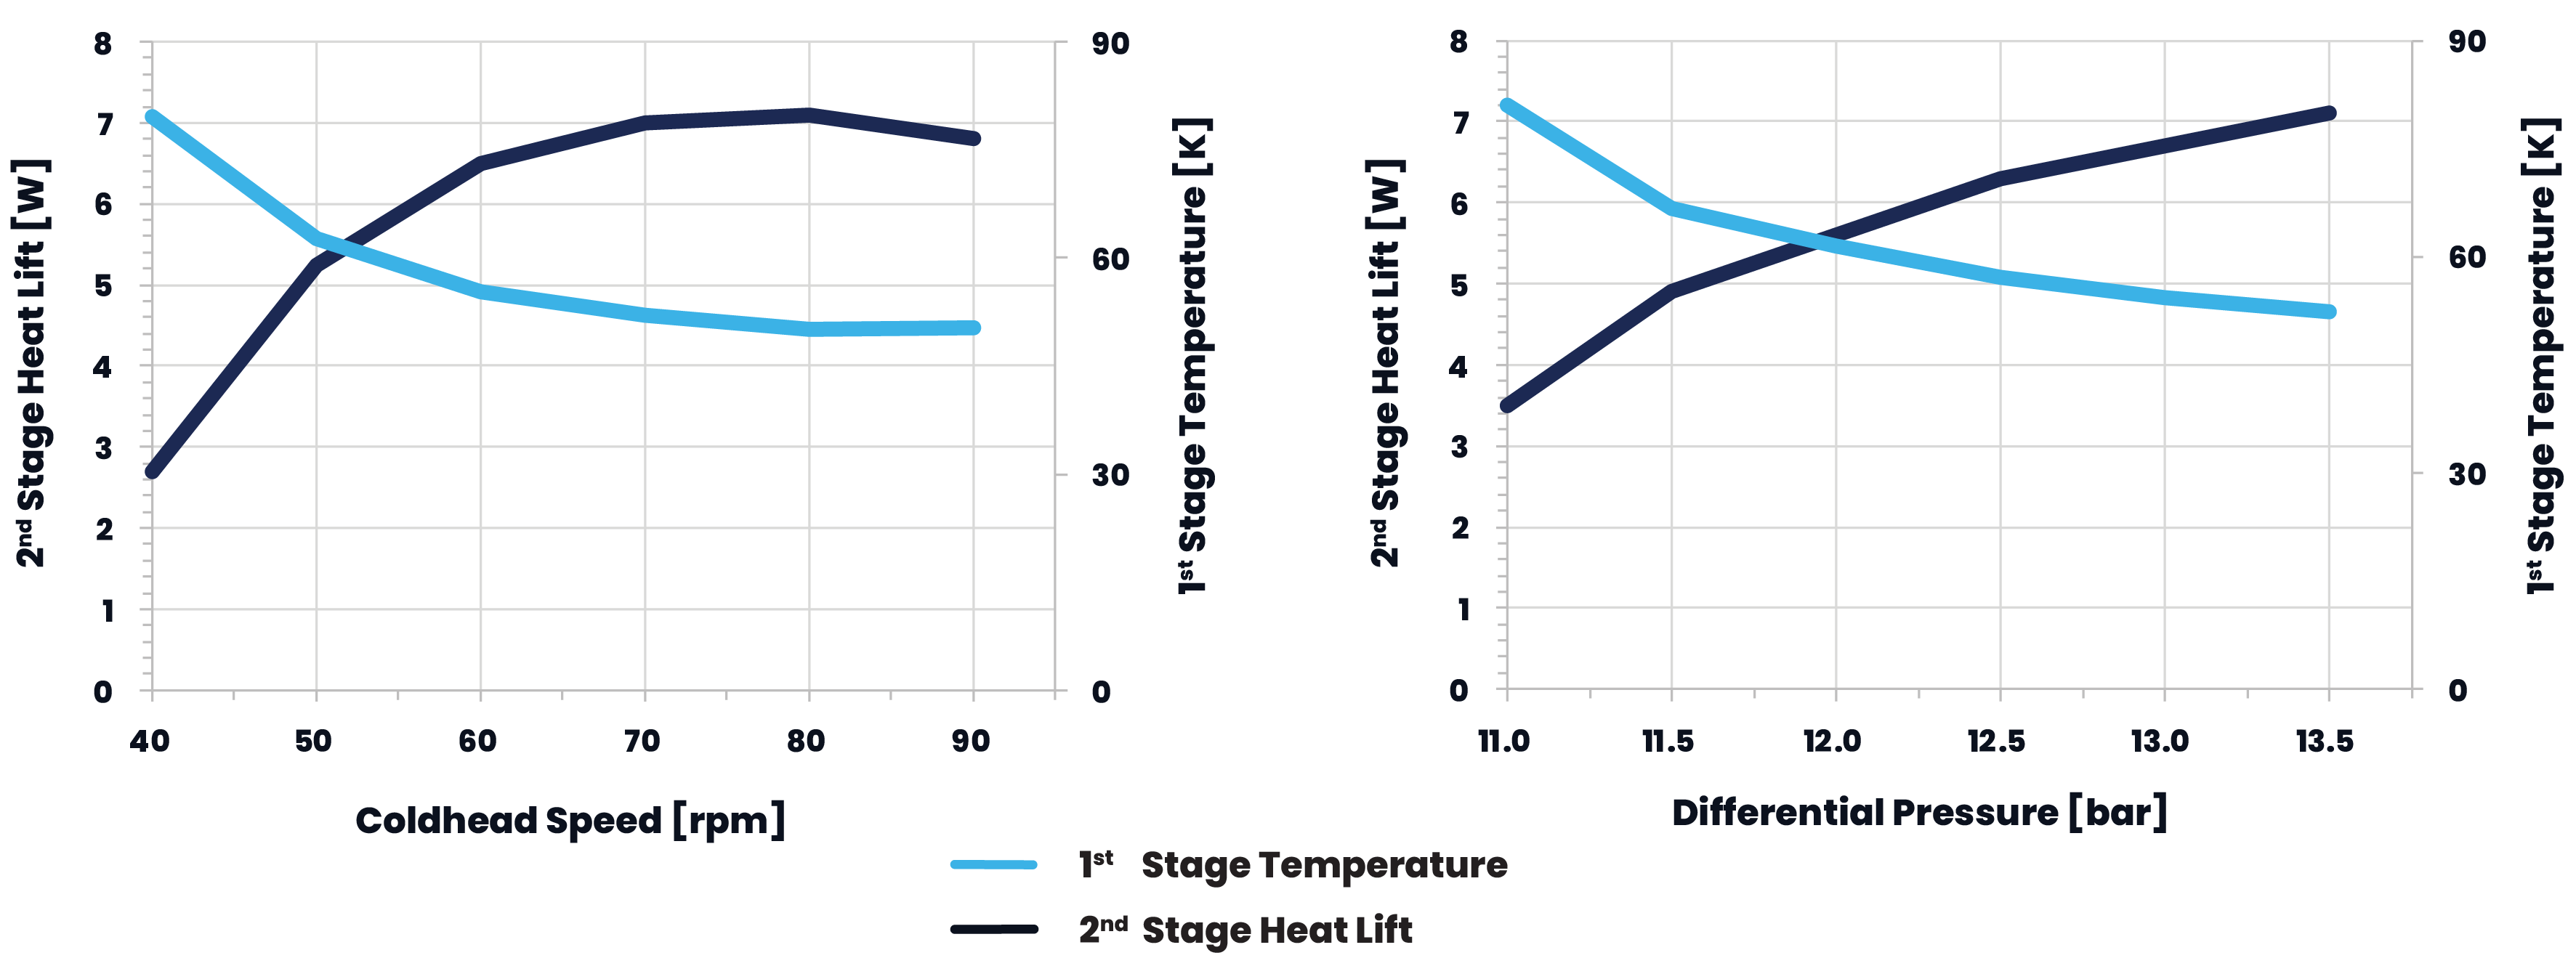 2nd Stage Heat Lift [W]
8
7
6
5
4
3
2
1
0
90
60
30
0
1st Stage Temperature [K]
40 50 60 70 80 90
Coldhead Speed [rpm]
2nd Stage Heat Lift [W]
8
7
6
5
4
3
2
1
0
90
60
30
0
1st Stage Temperature [K]
11.0 11.5 12.0 12.5 13.0 13.5
Differential Pressure [bar]
1st Stage Temperature
2nd Stage Heat Lift